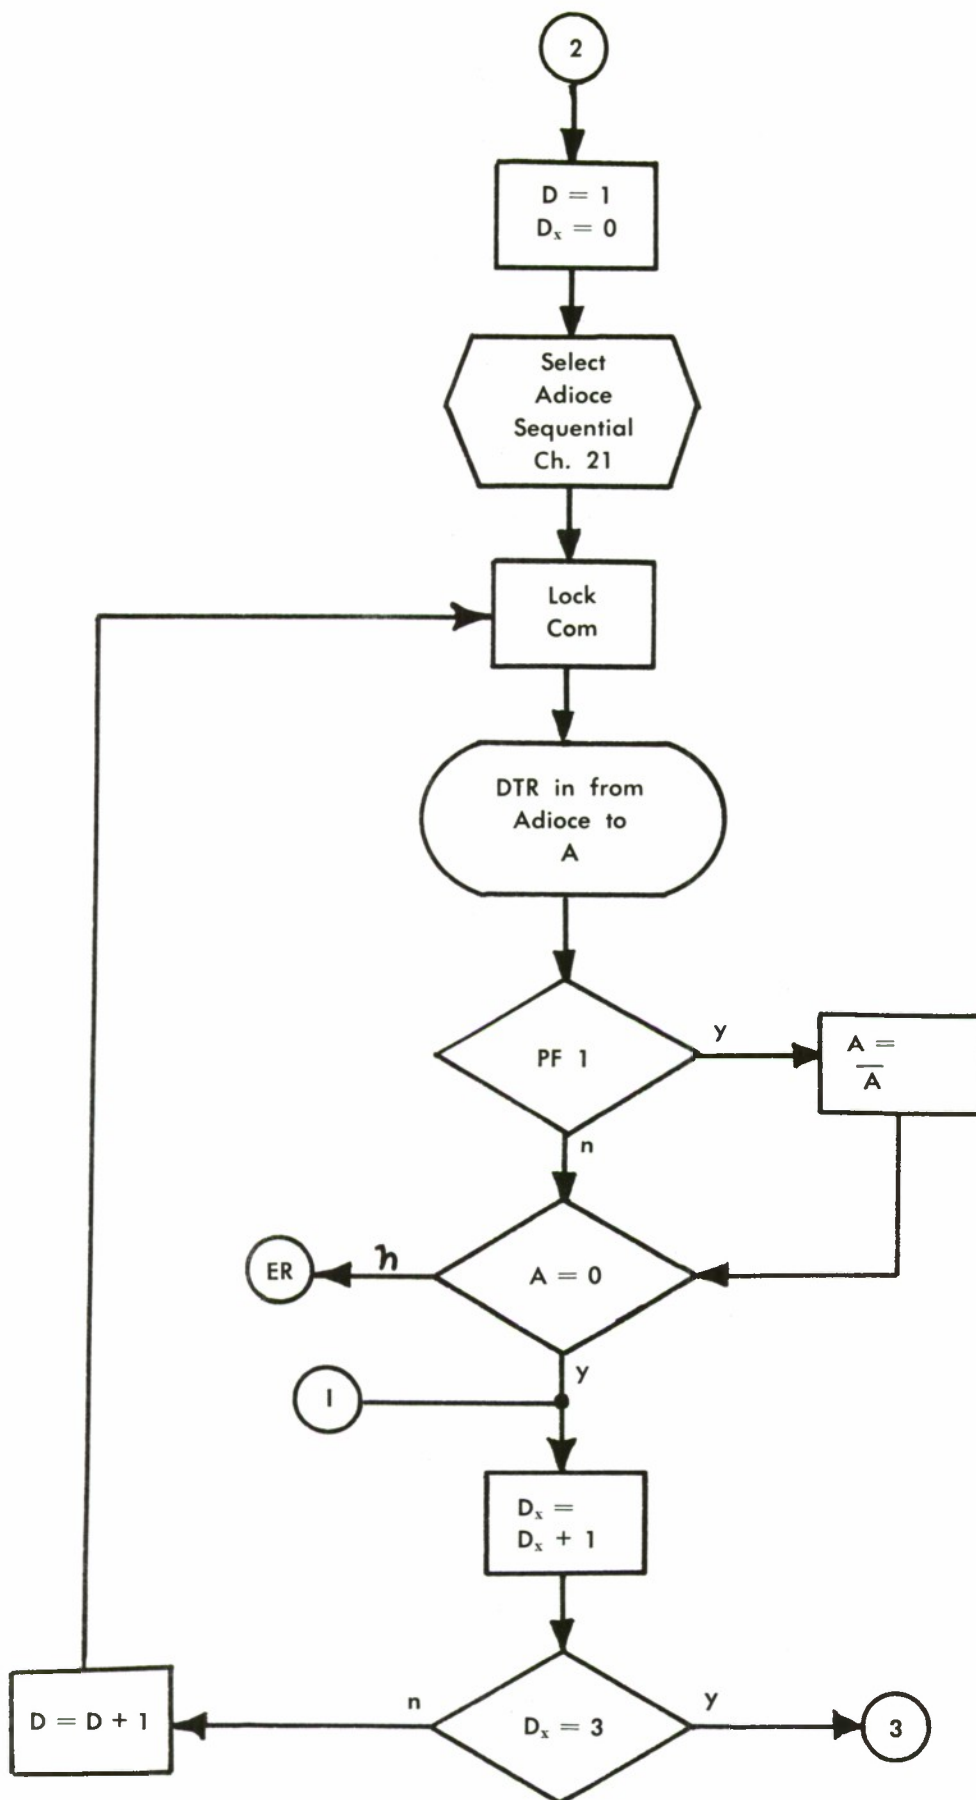 2
D = 1
Dₓ = 0
Select
Adioce
Sequential
Ch. 21
Lock
Com
DTR in from
Adioce to
A
PF 1
y
A =
A̅
n
ER
n
A = 0
y
1
Dₓ =
Dₓ + 1
D = D + 1
n
Dₓ = 3
y
3